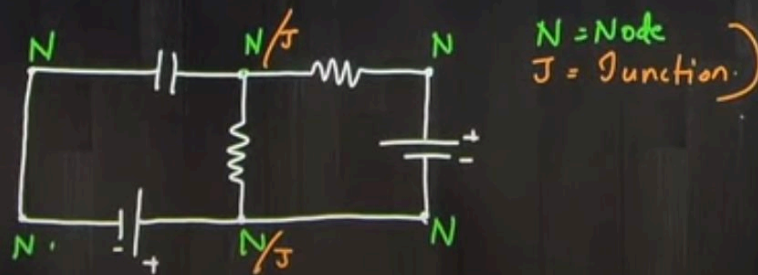 N N/J N
N = Node
J = Junction.
+
-
- +
N . N/J N